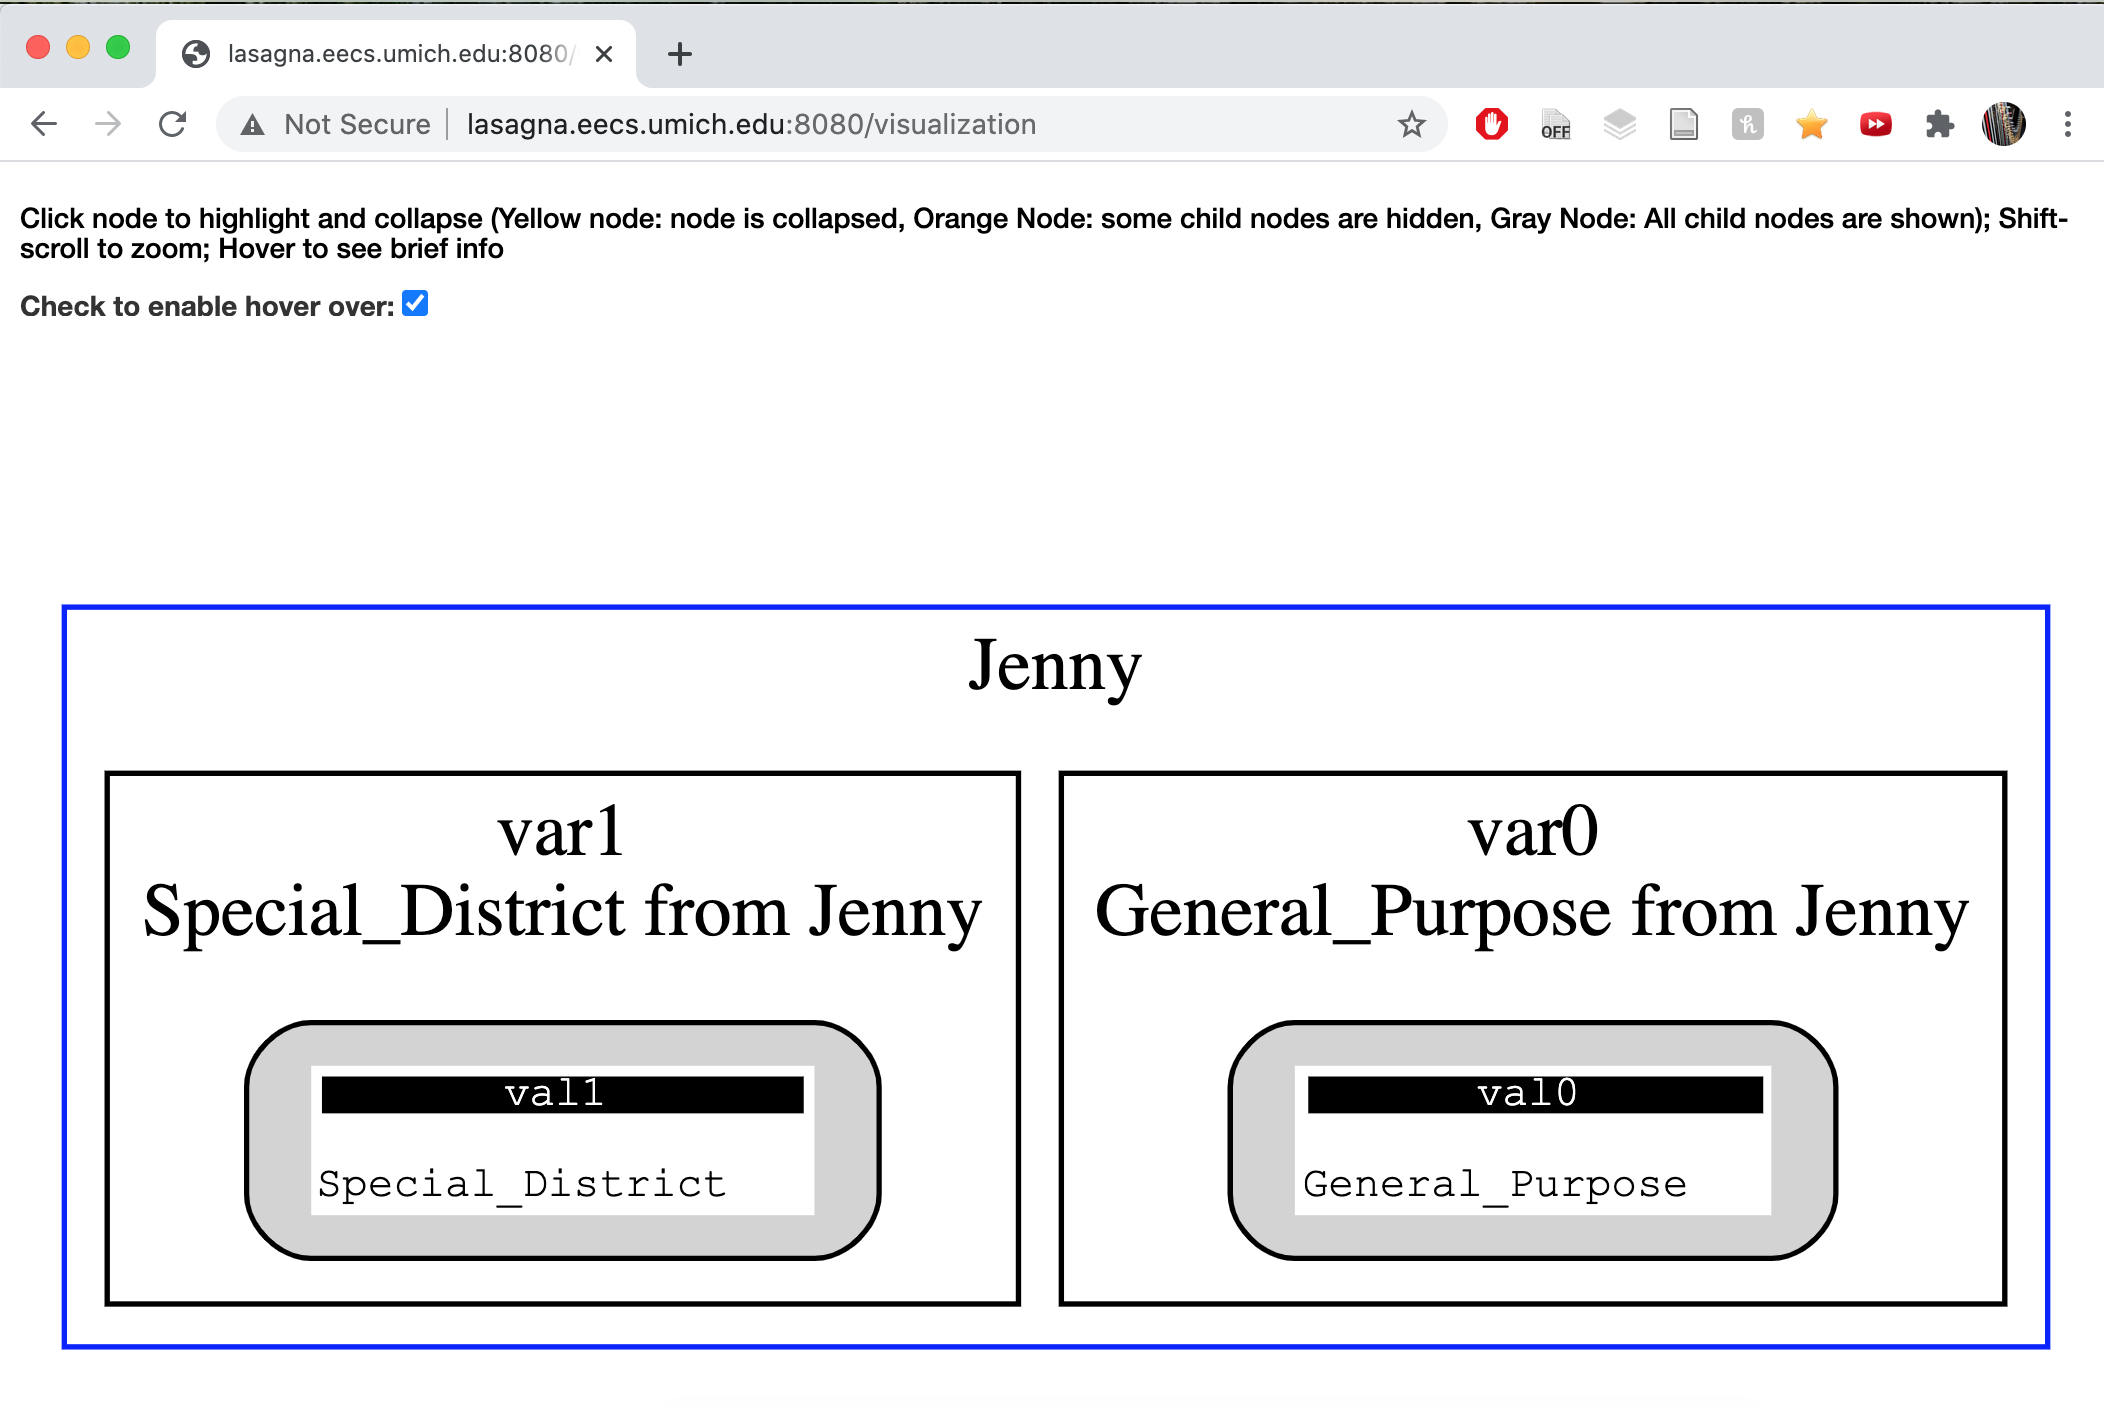 lasagna.eecs.umich.edu:8080/
Not Secure
lasagna.eecs.umich.edu:8080/visualization
OFF
h
Click node to highlight and collapse (Yellow node: node is collapsed, Orange Node: some child nodes are hidden, Gray Node: All child nodes are shown); Shift-
scroll to zoom; Hover to see brief info
Check to enable hover over:
Jenny
var1
Special_District from Jenny
val1
Special_District
var0
General_Purpose from Jenny
val0
General_Purpose